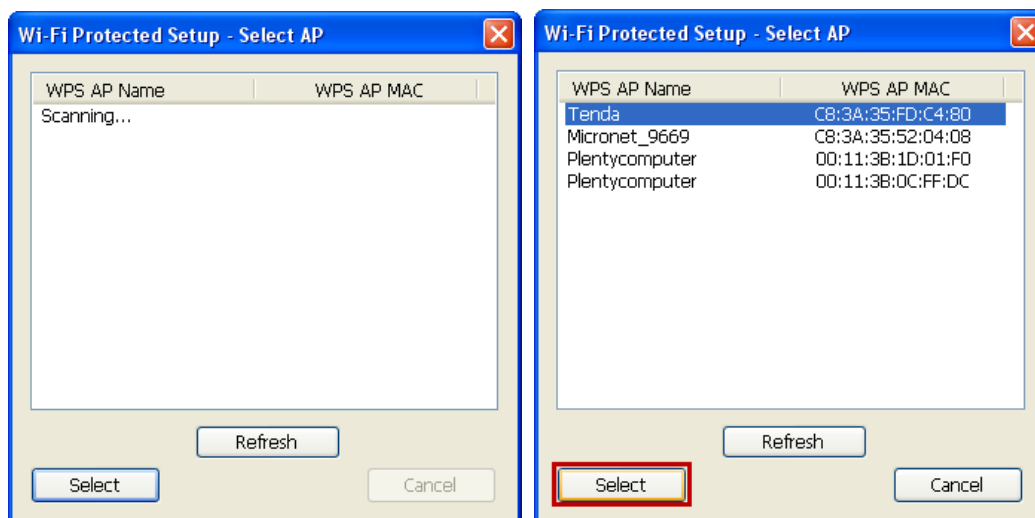 Wi-Fi Protected Setup - Select AP
WPS AP Name WPS AP MAC
Scanning...
Refresh
Select Cancel
Wi-Fi Protected Setup - Select AP
WPS AP Name WPS AP MAC
Tenda C8:3A:35:FD:C4:80
Micronet_9669 C8:3A:35:52:04:08
Plentycomputer 00:11:3B:1D:01:F0
Plentycomputer 00:11:3B:0C:FF:DC
Refresh
Select Cancel